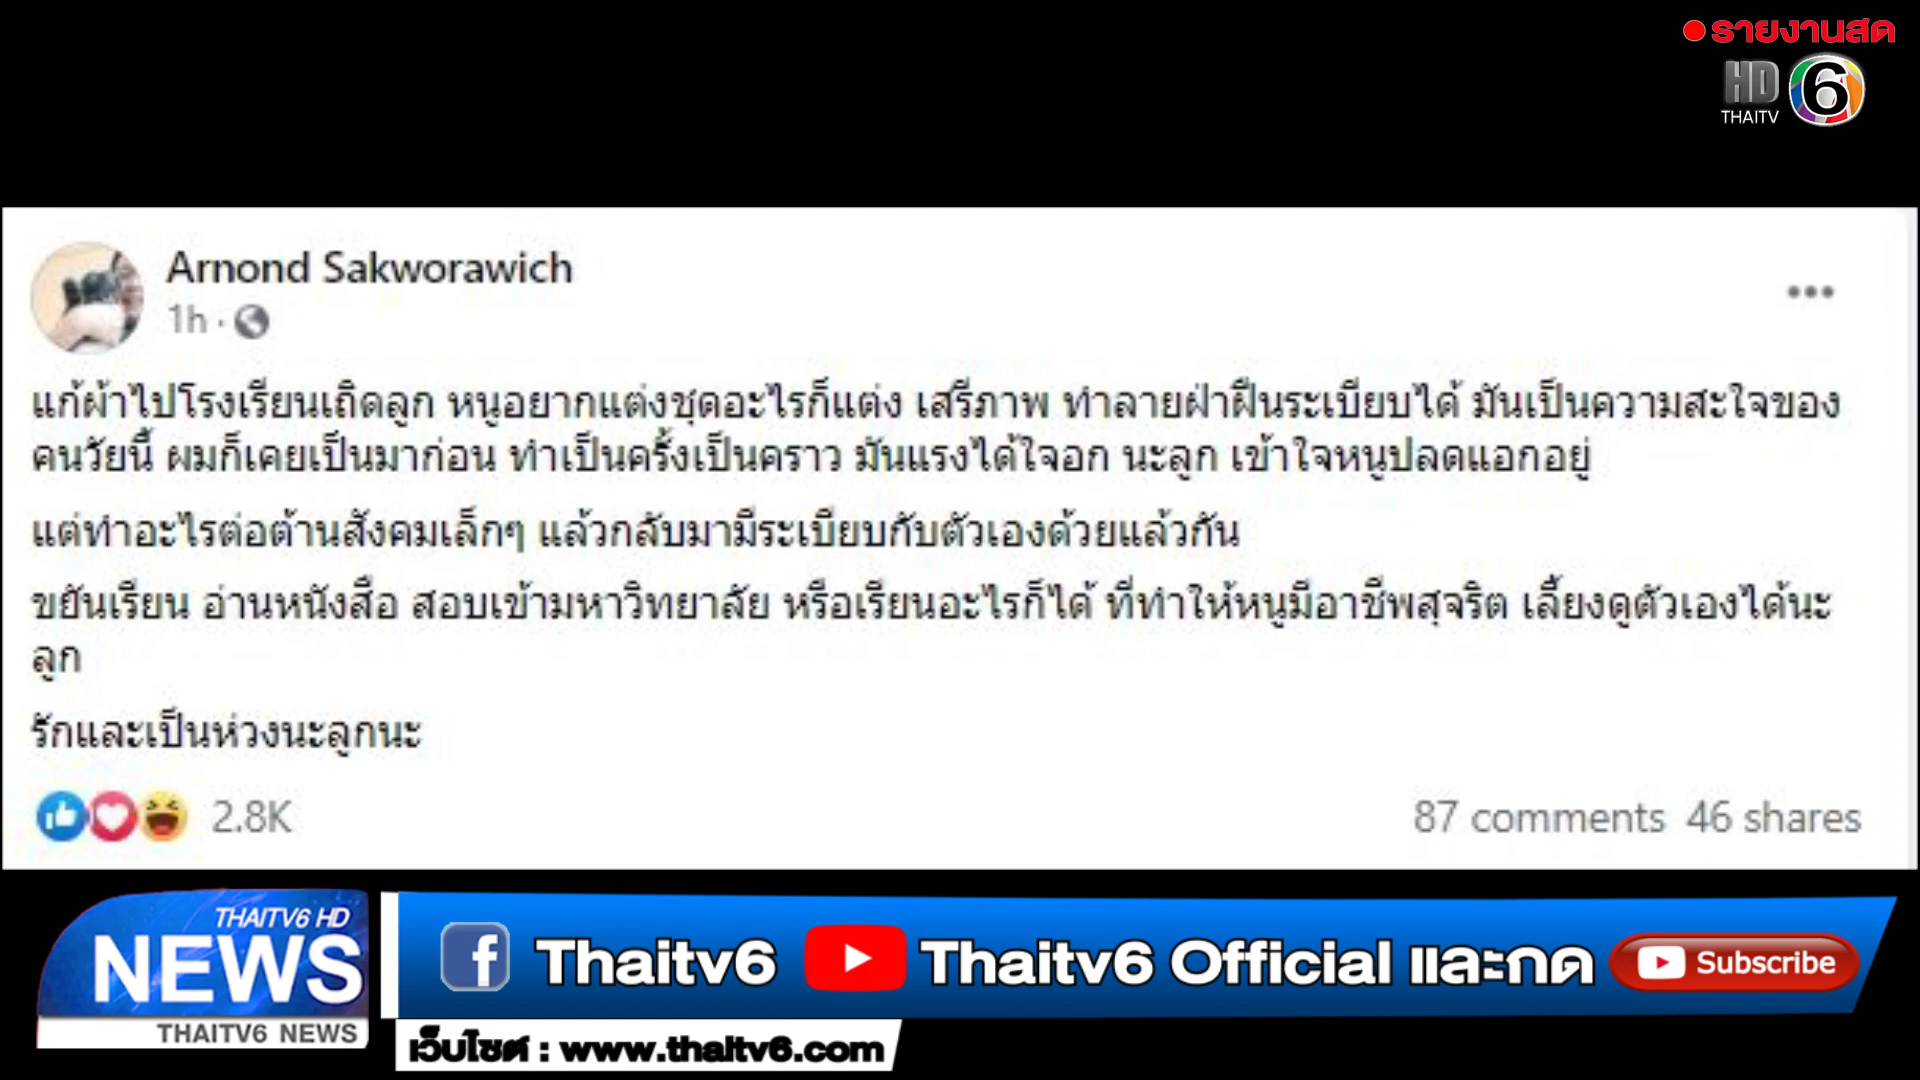 รายงานสด
HD
THAITV
6
Arnond Sakworawich
1h ·
แก้ผ้าไปโรงเรียนเถิดลูก หนูอยากแต่งชุดอะไรก็แต่ง เสรีภาพ ทำลายฝ่าฝืนระเบียบได้ มันเป็นความสะใจของ
คนวัยนี้ ผมก็เคยเป็นมาก่อน ทำเป็นครั้งเป็นคราว มันแรงได้ใจอก นะลูก เข้าใจหนูปลดแอกอยู่
แต่ทำอะไรต่อต้านสังคมเล็กๆ แล้วกลับมามีระเบียบกับตัวเองด้วยแล้วกัน
ขยันเรียน อ่านหนังสือ สอบเข้ามหาวิทยาลัย หรือเรียนอะไรก็ได้ ที่ทำให้หนูมีอาชีพสุจริต เลี้ยงดูตัวเองได้นะ
ลูก
รักและเป็นห่วงนะลูกนะ
2.8K
87 comments 46 shares
THAITV6 HD
NEWS
THAITV6 NEWS
Thaitv6 Thaitv6 Official และกด Subscribe
เว็บไซต์ : www.thaitv6.com